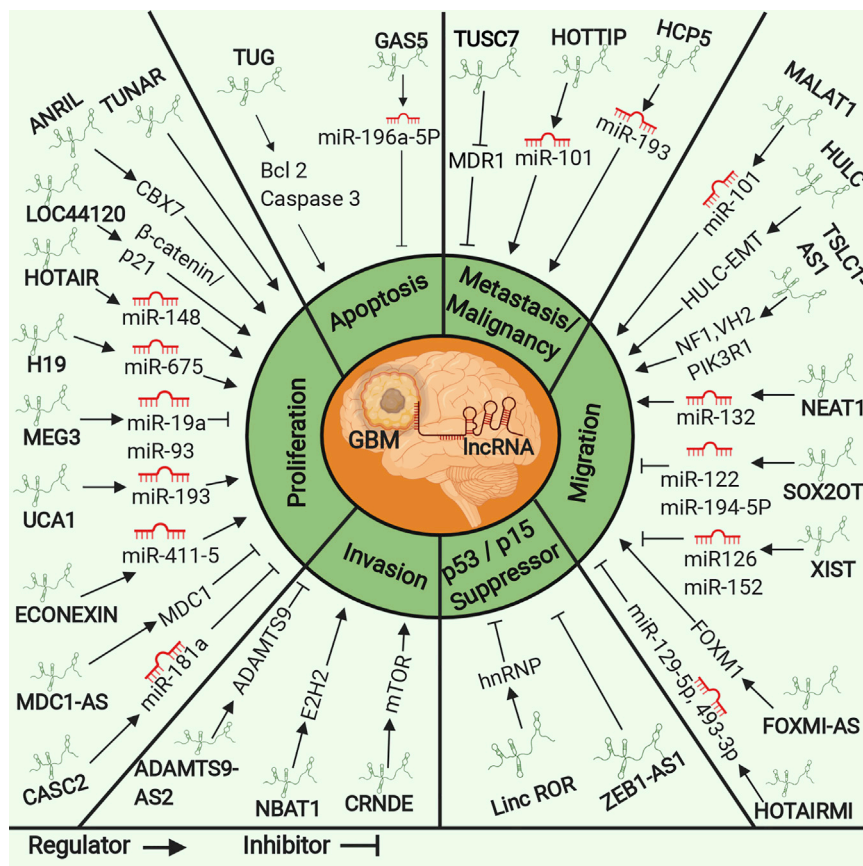 TUG
GAS5
miR-196a-5P
Bcl 2
Caspase 3
TUSC7
HOTTIP
HCP5
MDR1
miR-101
miR-193
MALAT1
miR-101
HULC-
HULC-EMT
TSLC1-
AS1
NF1,VH2
PIK3R1
NEAT1
miR-132
SOX2OT
miR-122
miR-194-5P
XIST
miR126
miR-152
FOXM1
FOXMI-AS
miR-129-5p, 493-3p
HOTAIRMI
ANRIL
TUNAR
CBX7
LOC44120
β-catenin/
p21
HOTAIR
miR-148
H19
miR-675
MEG3
miR-19a
miR-93
UCA1
miR-193
miR-411-5
ECONEXIN
MDC1
MDC1-AS
miR-181a
CASC2
ADAMTS9
ADAMTS9-
AS2
E2H2
NBAT1
mTOR
CRNDE
hnRNP
Linc ROR
ZEB1-AS1
Apoptosis
Metastasis/
Malignancy
Proliferation
Migration
Invasion
p53 / p15
Suppressor
GBM
lncRNA
Regulator
Inhibitor